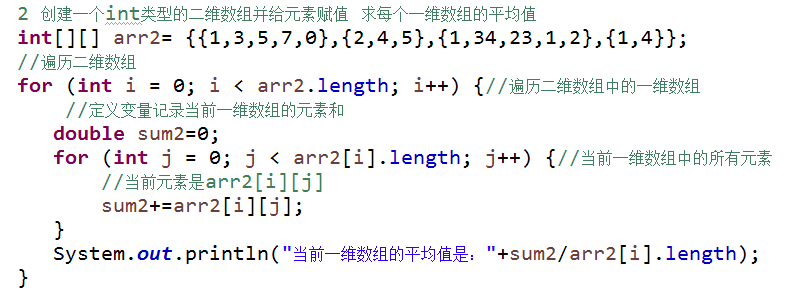 2 创建一个int类型的二维数组并给元素赋值 求每个一维数组的平均值
int[][] arr2= {{1,3,5,7,0},{2,4,5},{1,34,23,1,2},{1,4}};
//遍历二维数组
for (int i = 0; i < arr2.length; i++) {//遍历二维数组中的一维数组
    //定义变量记录当前一维数组的元素和
   double sum2=0;
   for (int j = 0; j < arr2[i].length; j++) {//当前一维数组中的所有元素
       //当前元素是arr2[i][j]
       sum2+=arr2[i][j];
   }
   System.out.println("当前一维数组的平均值是："+sum2/arr2[i].length);
}